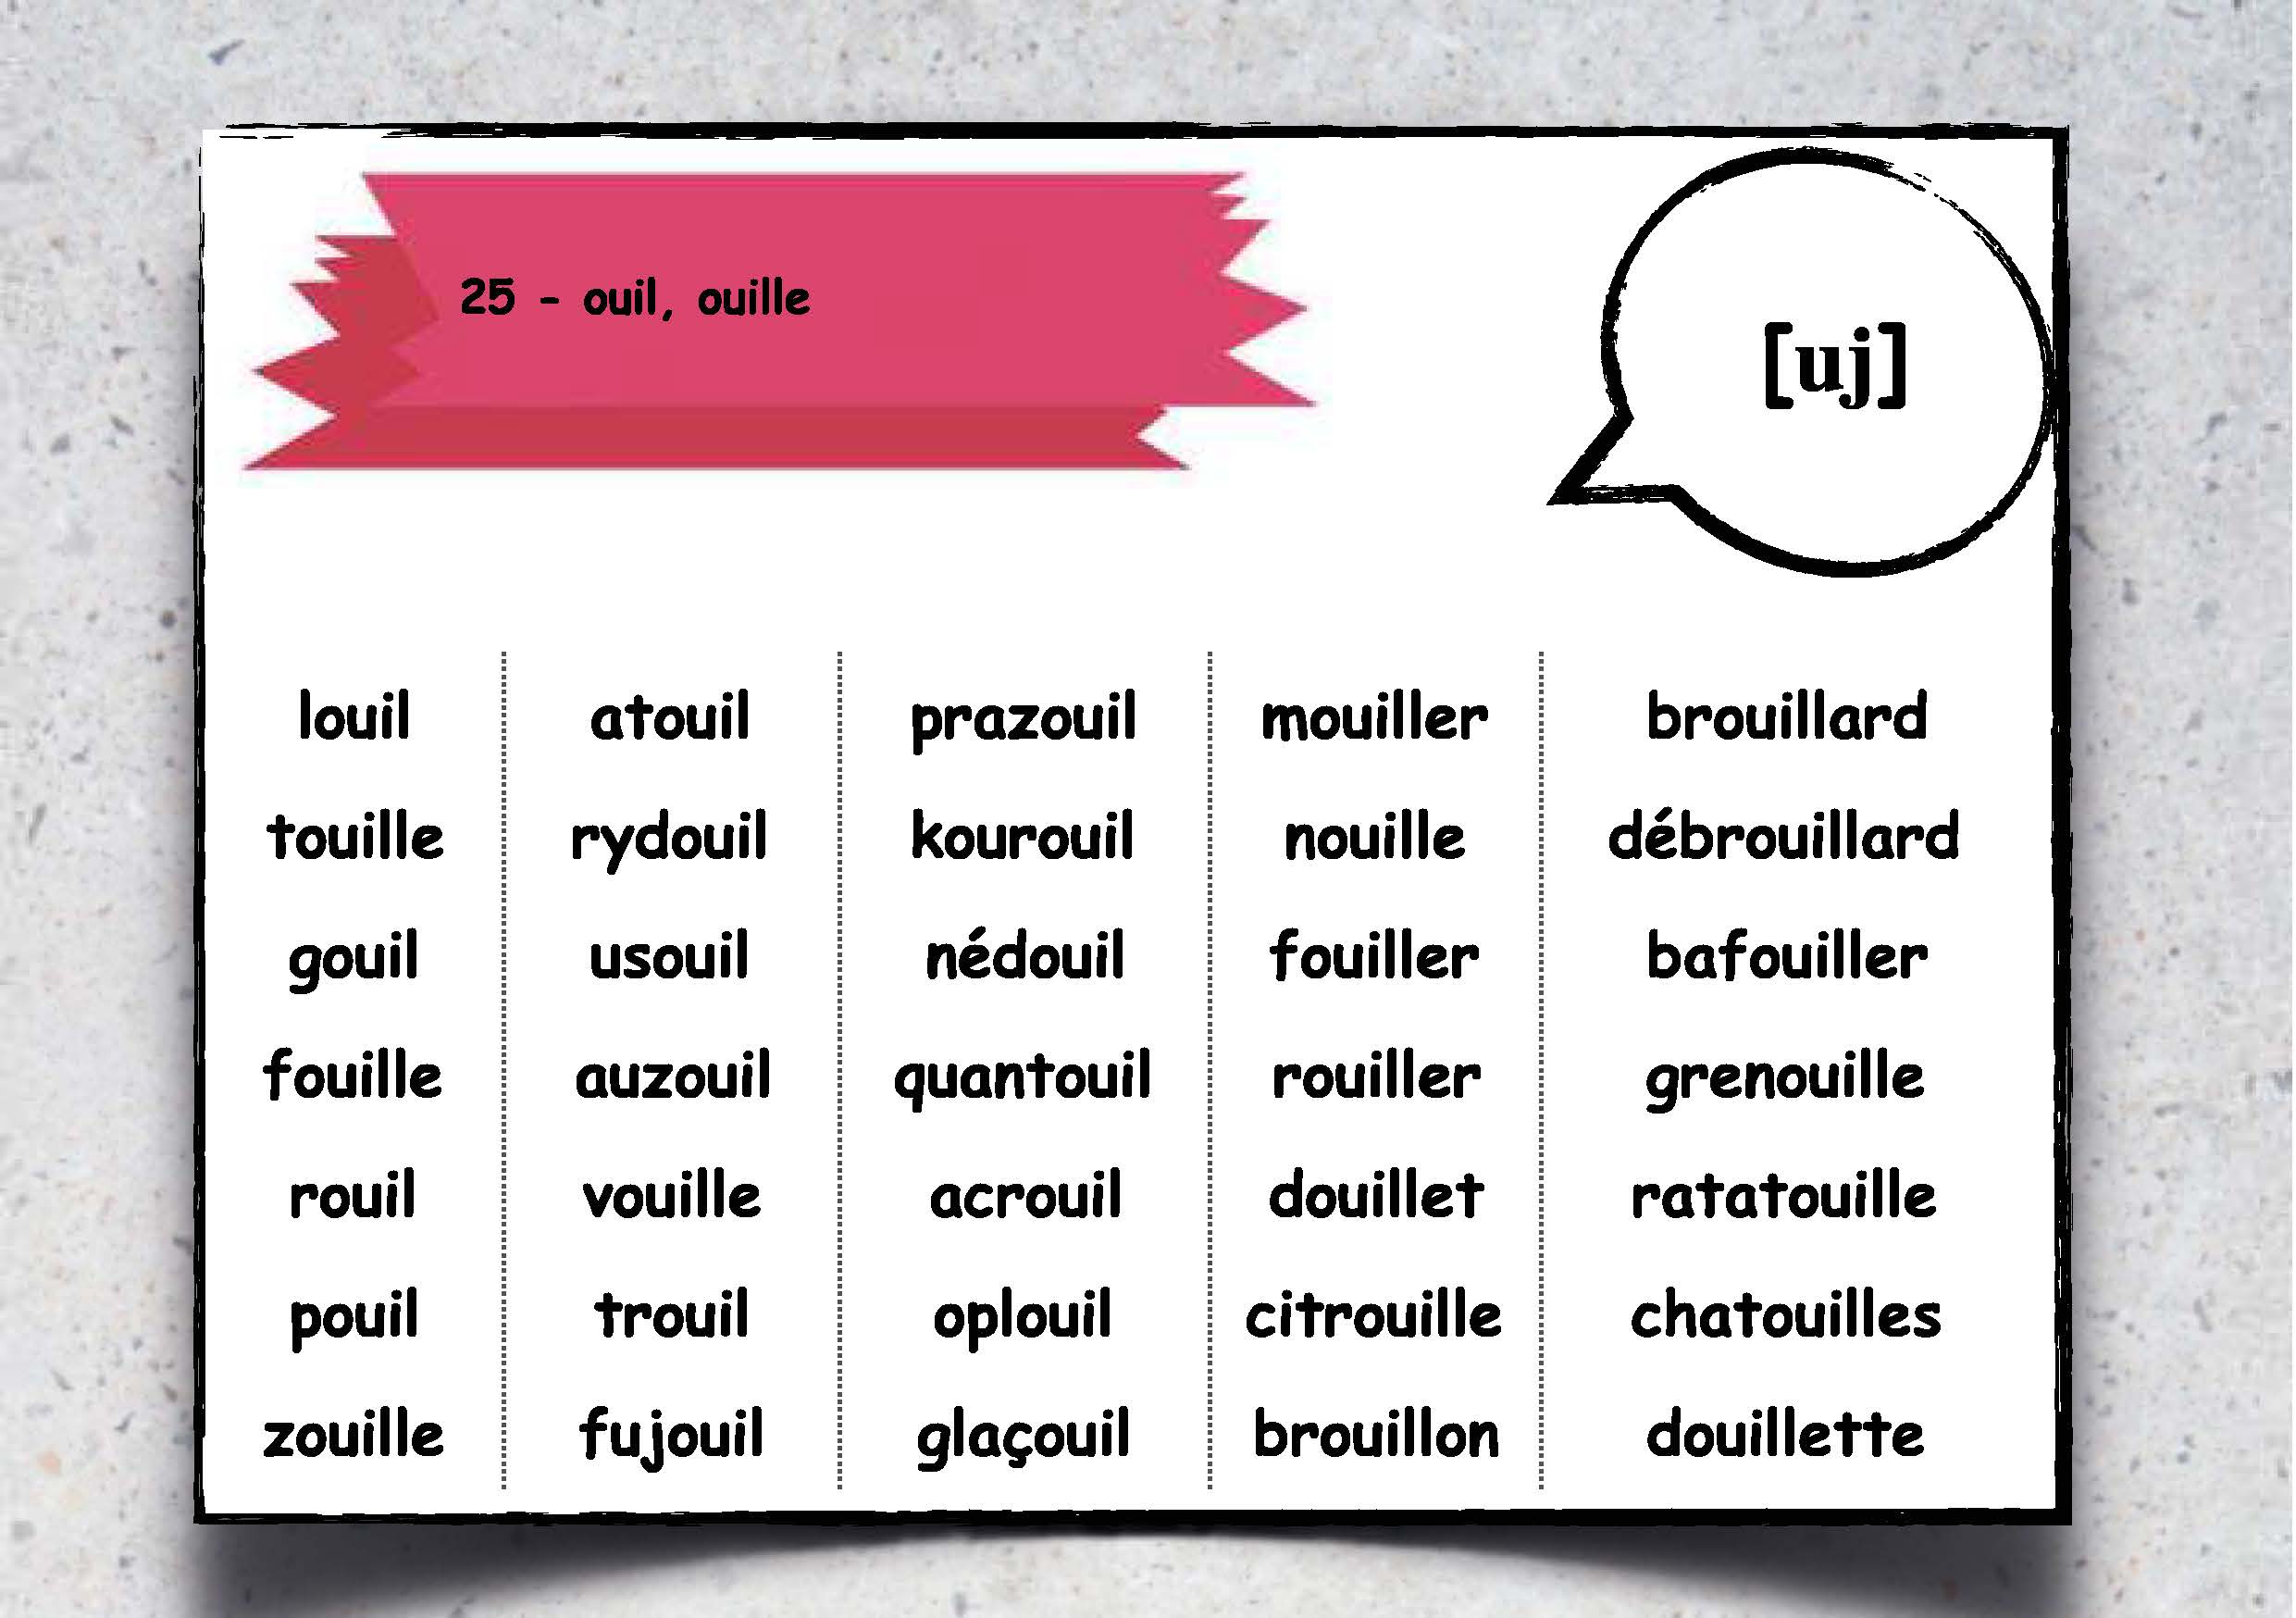 25 - ouil, ouille
[uj]
louil atouil prazouil mouiller brouillard
touille rydouil kourouil nouille débrouillard
gouil usouil nédouil fouiller bafouiller
fouille auzouil quantouil rouiller grenouille
rouil vouille acrouil douillet ratatouille
pouil trouil oplouil citrouille chatouilles
zouille fujouil glaçouil brouillon douillette